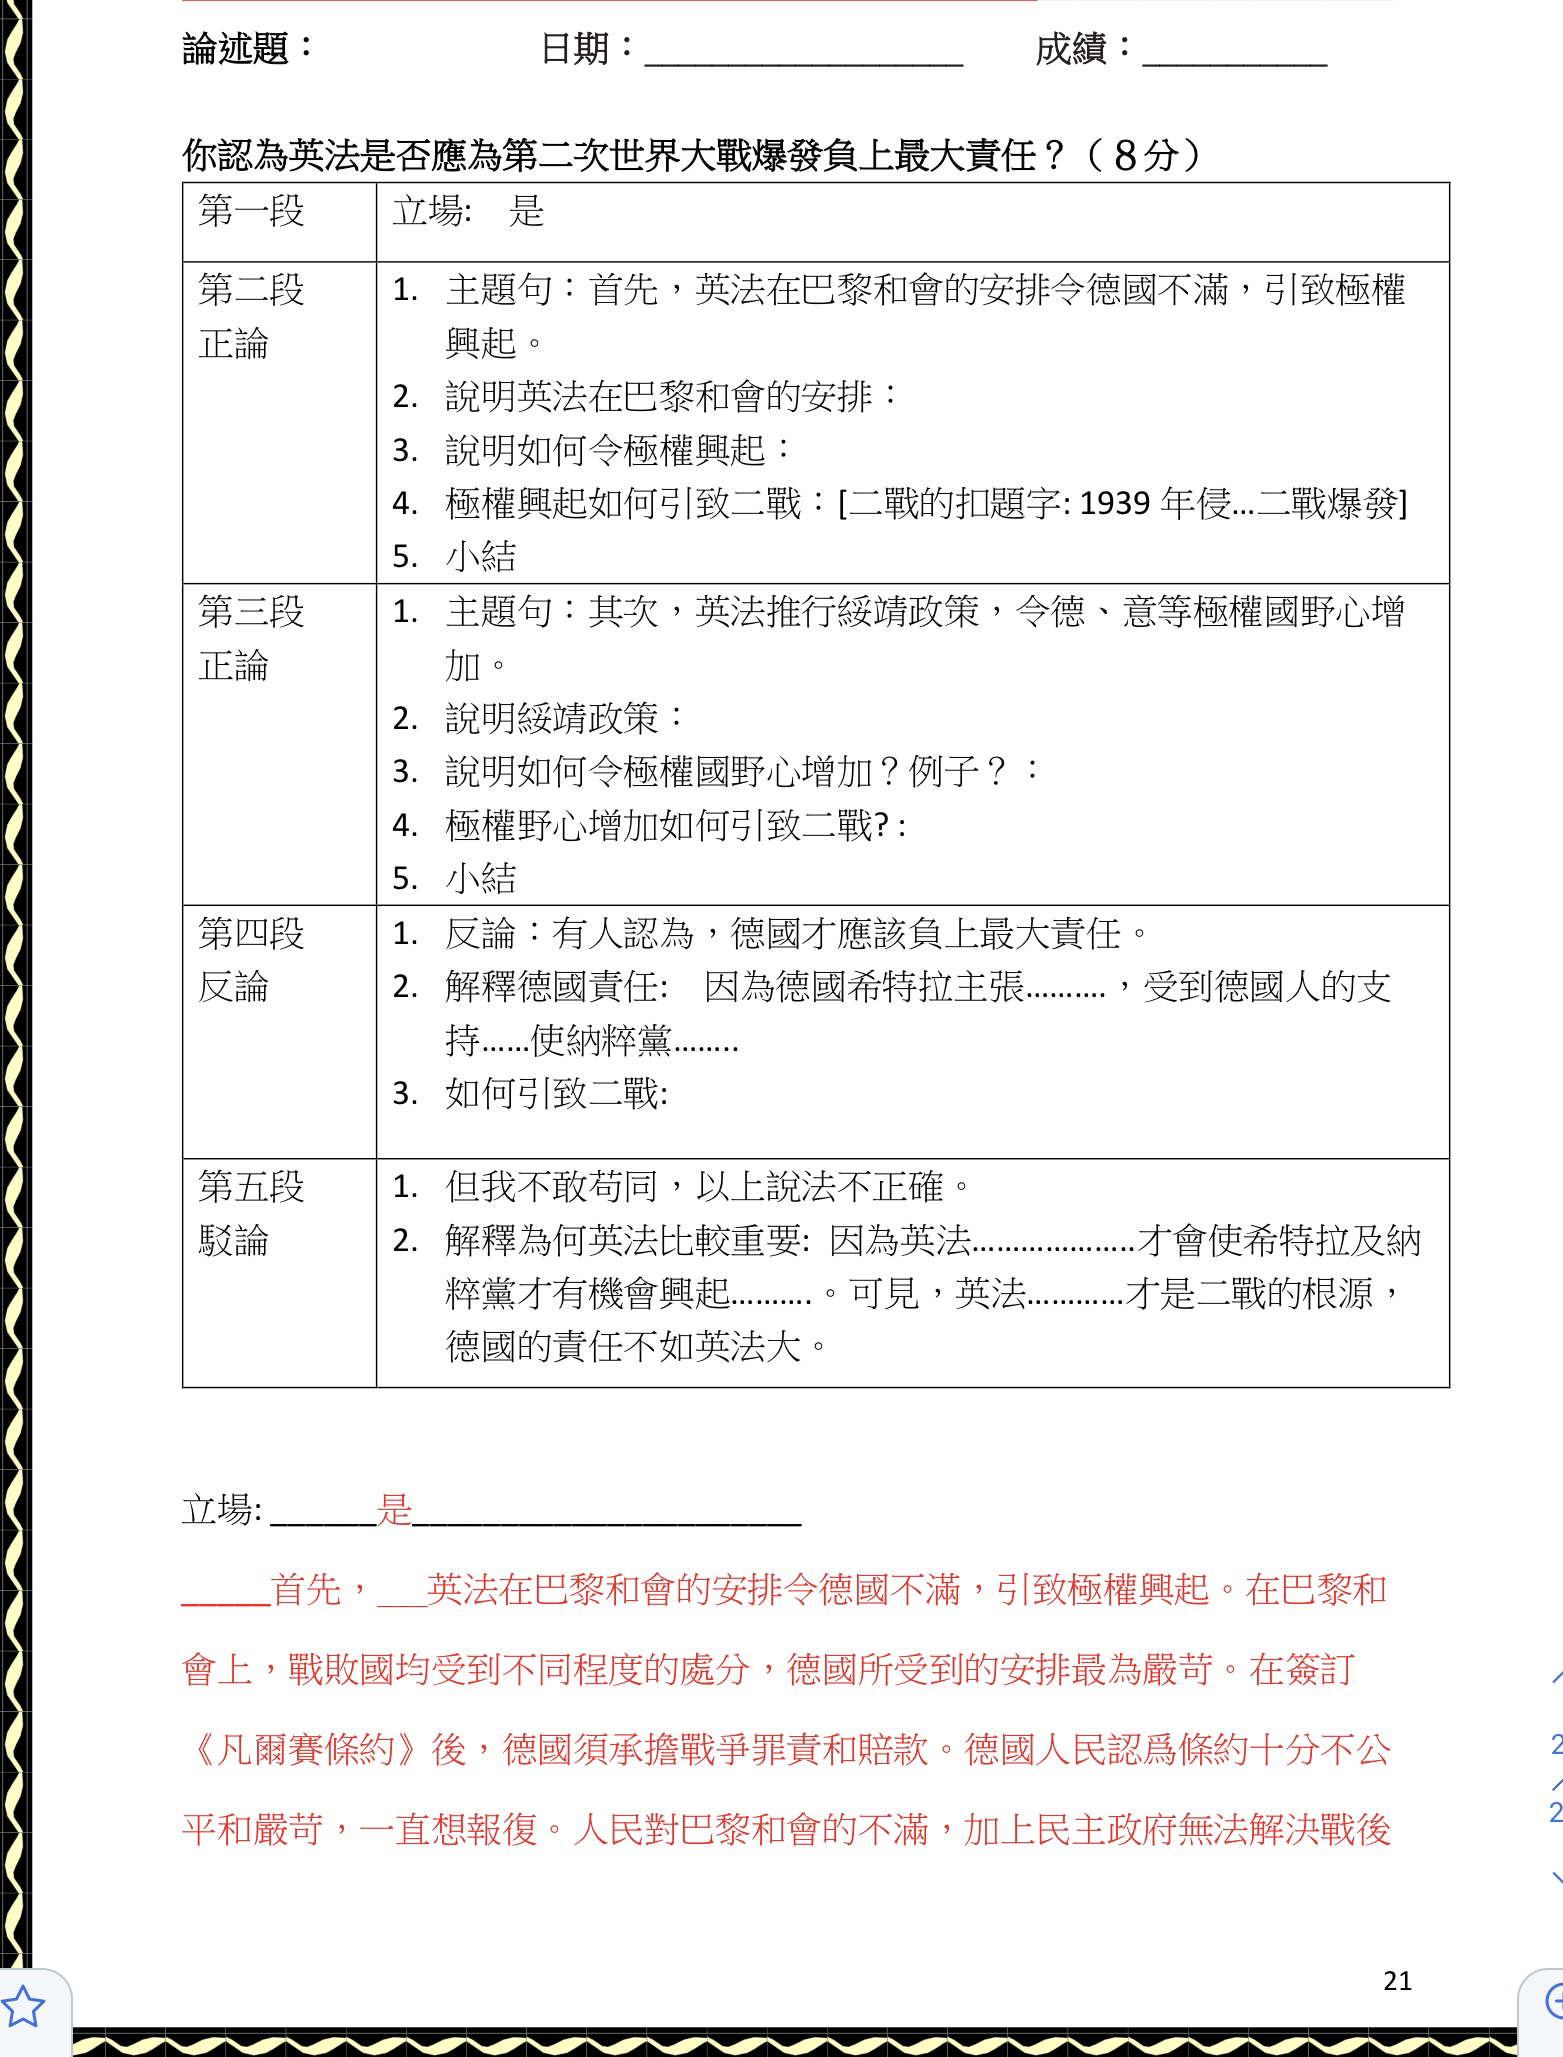 論述題： 日期：__________________ 成績：__________
你認為英法是否應為第二次世界大戰爆發負上最大責任？（８分）
第一段 立場: 是
第二段 1. 主題句：首先，英法在巴黎和會的安排令德國不滿，引致極權
正論 興起。
2. 說明英法在巴黎和會的安排：
3. 說明如何令極權興起：
4. 極權興起如何引致二戰：[二戰的扣題字: 1939 年侵...二戰爆發]
5. 小結
第三段 1. 主題句：其次，英法推行綏靖政策，令德、意等極權國野心增
正論 加。
2. 說明綏靖政策：
3. 說明如何令極權國野心增加？例子？：
4. 極權野心增加如何引致二戰? :
5. 小結
第四段 1. 反論：有人認為，德國才應該負上最大責任。
反論 2. 解釋德國責任: 因為德國希特拉主張..........，受到德國人的支
持......使納粹黨........
3. 如何引致二戰:
第五段 1. 但我不敢苟同，以上說法不正確。
駁論 2. 解釋為何英法比較重要: 因為英法....................才會使希特拉及納
粹黨才有機會興起..........。可見，英法............才是二戰的根源，
德國的責任不如英法大。
立場: ______是______________________
_____首先，___英法在巴黎和會的安排令德國不滿，引致極權興起。在巴黎和
會上，戰敗國均受到不同程度的處分，德國所受到的安排最為嚴苛。在簽訂
《凡爾賽條約》後，德國須承擔戰爭罪責和賠款。德國人民認爲條約十分不公
平和嚴苛，一直想報復。人民對巴黎和會的不滿，加上民主政府無法解決戰後
2
2
21